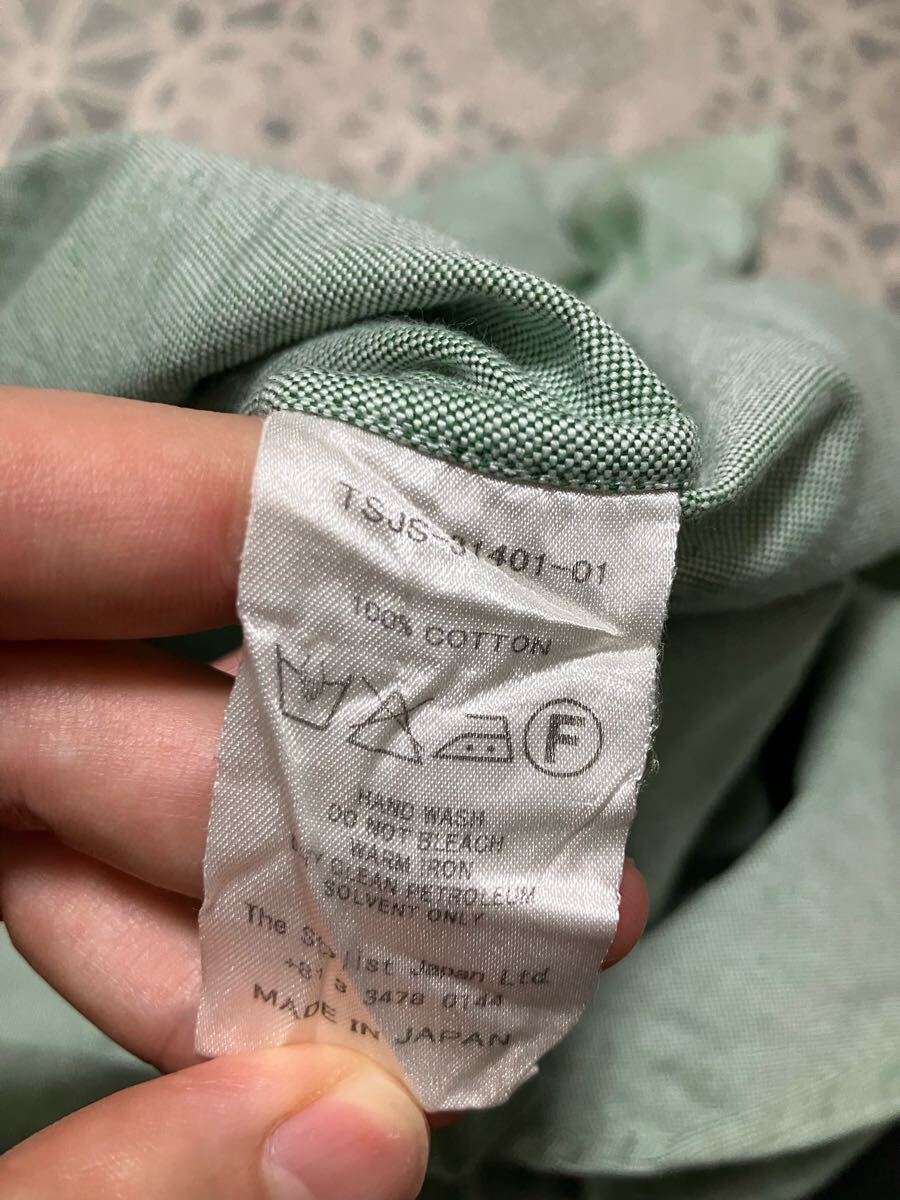 TSJS-31401-01
100% COTTON
F
HAND WASH
DO NOT BLEACH
WARM IRON
DRY CLEAN PETROLEUM
SOLVENT ONLY
The Stylist Japan Ltd.
+81 3 3478 0144
MADE IN JAPAN